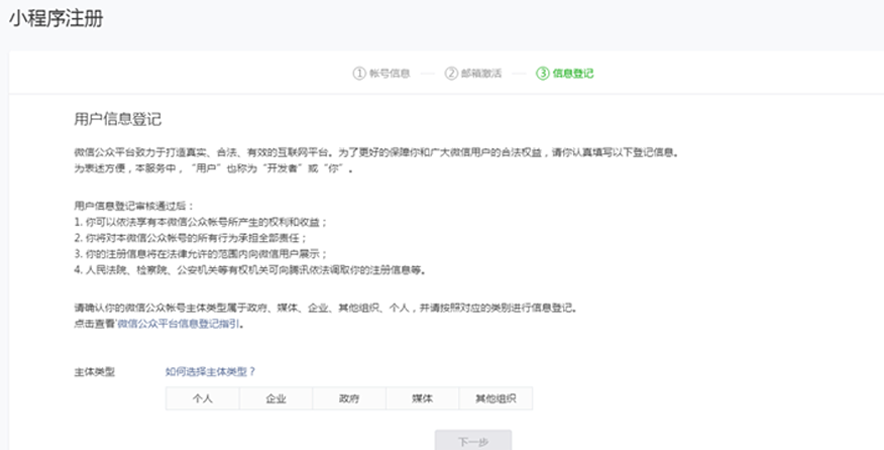 小程序注册
① 帐号信息 — ② 邮箱激活 — ③ 信息登记
用户信息登记
微信公众平台致力于打造真实、合法、有效的互联网平台。为了更好的保障你和广大微信用户的合法权益，请你认真填写以下登记信息。
为表述方便，本服务中，“用户”也称为“开发者”或“你”。
用户信息登记审核通过后：
1. 你可以依法享有本微信公众帐号所产生的权利和收益；
2. 你将对本微信公众帐号的所有行为承担全部责任；
3. 你的注册信息将在法律允许的范围内向微信用户展示；
4. 人民法院、检察院、公安机关等有权机关可向腾讯依法调取你的注册信息等。
请确认你的微信公众帐号主体类型属于政府、媒体、企业、其他组织、个人，并请按照对应的类别进行信息登记。
点击查看微信公众平台信息登记指引。
主体类型 如何选择主体类型？
个人 企业 政府 媒体 其他组织
下一步